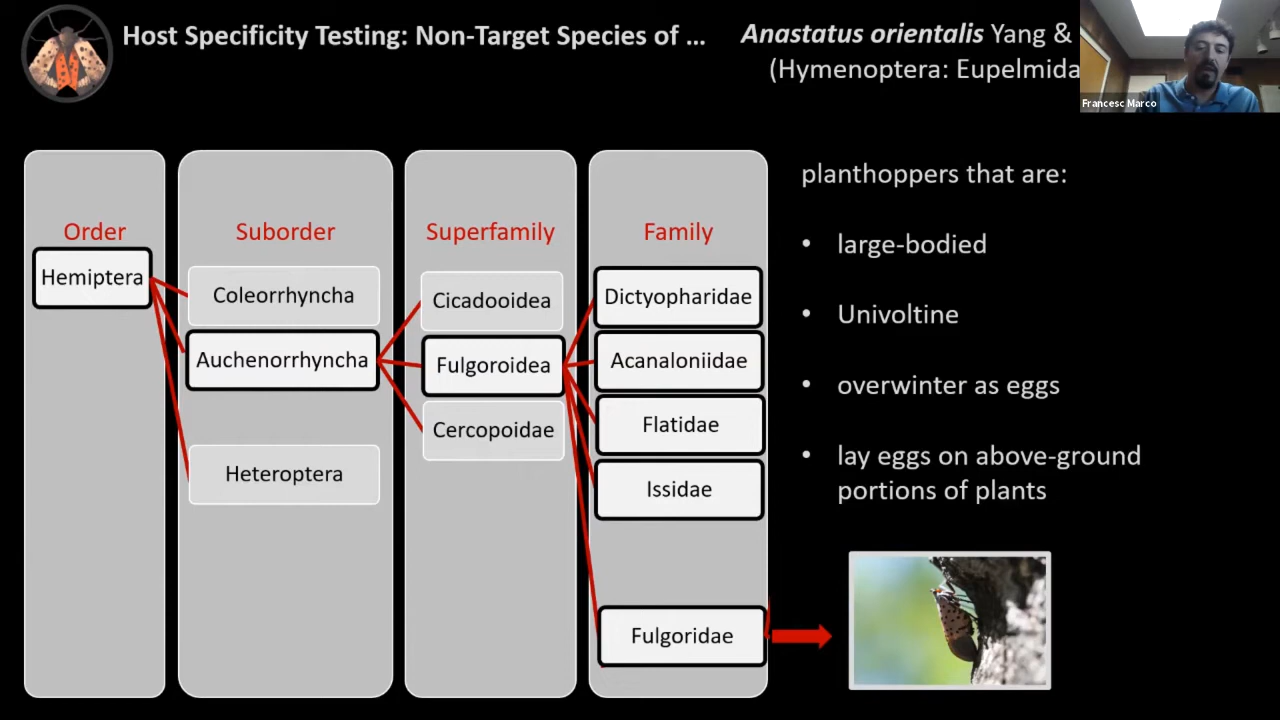 Host Specificity Testing: Non-Target Species of ...
Anastatus orientalis Yang &
(Hymenoptera: Eupelmida
Francesc Marco
Order
Hemiptera
Suborder
Coleorrhyncha
Auchenorrhyncha
Heteroptera
Superfamily
Cicadooidea
Fulgoroidea
Cercopoidae
Family
Dictyopharidae
Acanaloniidae
Flatidae
Issidae
Fulgoridae
planthoppers that are:
• large-bodied
• Univoltine
• overwinter as eggs
• lay eggs on above-ground
portions of plants